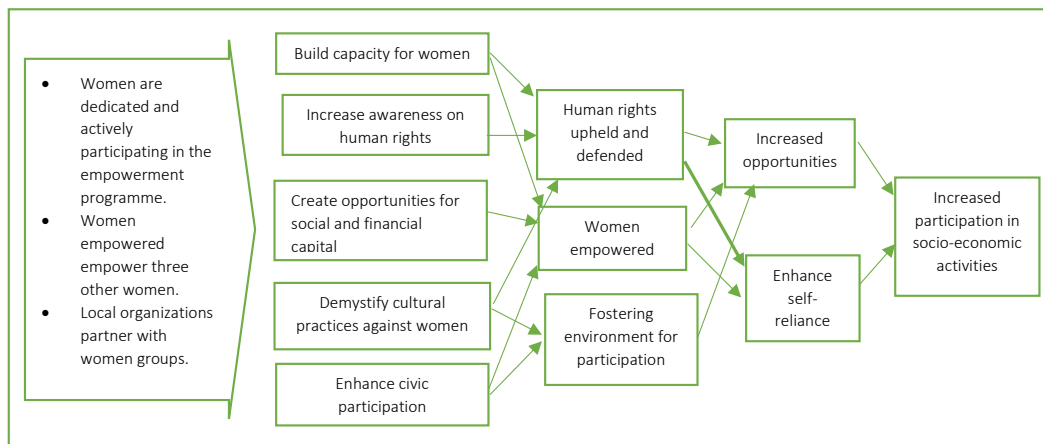 • Women are
dedicated and
actively
participating in the
empowerment
programme.
• Women
empowered
empower three
other women.
• Local organizations
partner with
women groups.
Build capacity for women
Increase awareness on
human rights
Create opportunities for
social and financial
capital
Demystify cultural
practices against women
Enhance civic
participation
Human rights
upheld and
defended
Women
empowered
Fostering
environment for
participation
Increased
opportunities
Enhance self-
reliance
Increased
participation in
socio-economic
activities